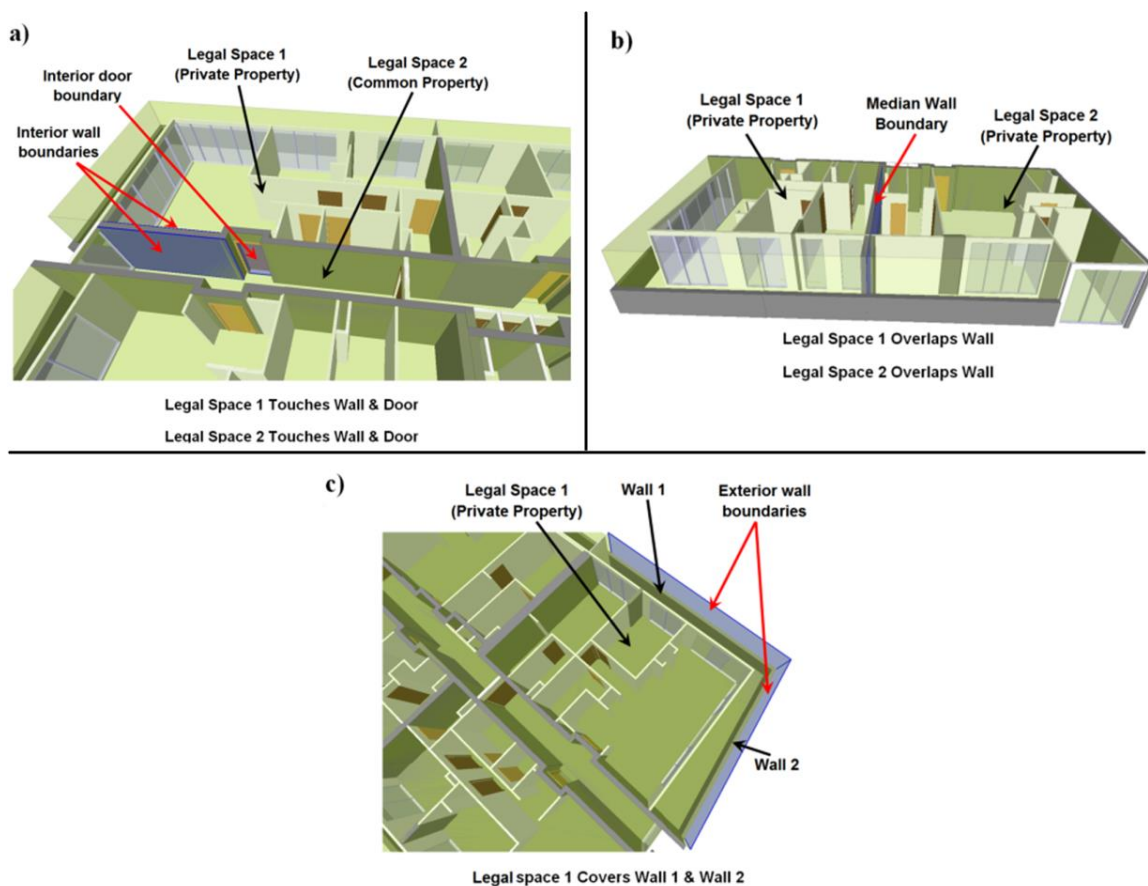 a)
Legal Space 1
(Private Property)
Legal Space 2
(Common Property)
Interior door
boundary
Interior wall
boundaries
Legal Space 1 Touches Wall & Door
Legal Space 2 Touches Wall & Door
b)
Legal Space 1
(Private Property)
Median Wall
Boundary
Legal Space 2
(Private Property)
Legal Space 1 Overlaps Wall
Legal Space 2 Overlaps Wall
c)
Legal Space 1
(Private Property)
Wall 1
Exterior wall
boundaries
Wall 2
Legal space 1 Covers Wall 1 & Wall 2